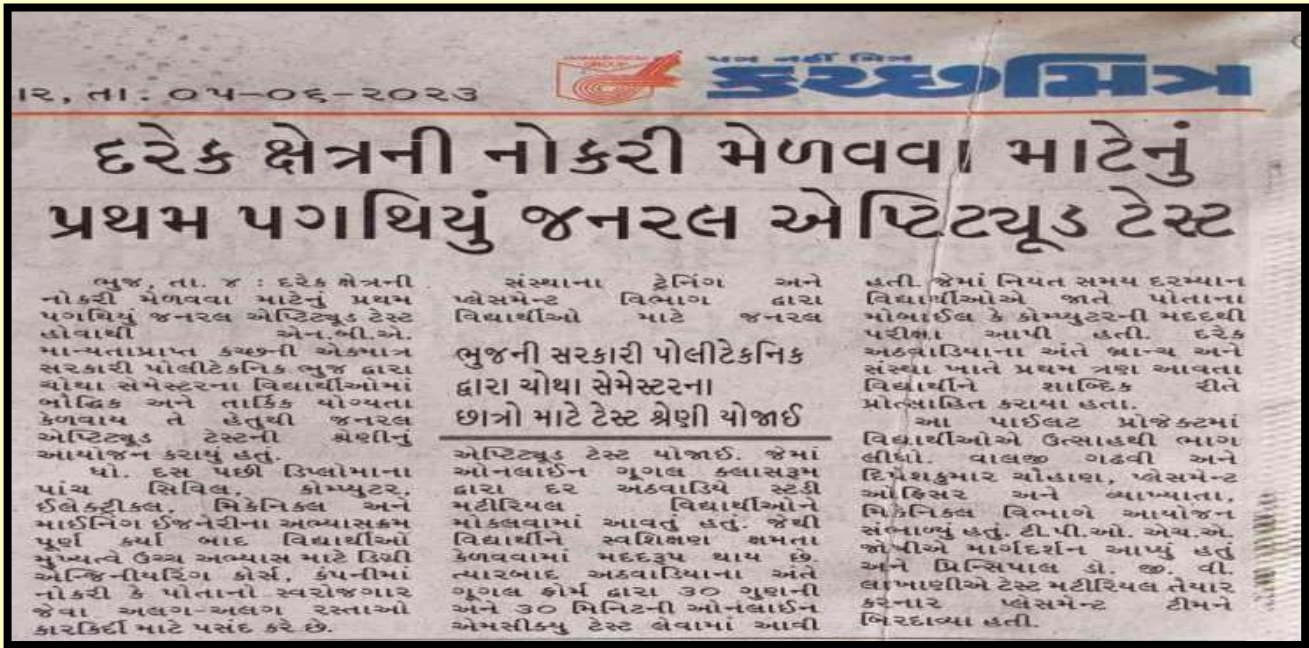 પગ નહીં મિત્ર
કચ્છમિત્ર
ાર, તા. ૦૫-૦૬-૨૦૨૩
દરેક ક્ષેત્રની નોકરી મેળવવા માટેનું
પ્રથમ પગથિયું જનરલ એપ્ટિટ્યૂડ ટેસ્ટ
ભુજ, તા. ૪ : દરેક ક્ષેત્રની
નોકરી મેળવવા માટેનું પ્રથમ
પગથિયું જનરલ એપ્ટિટ્યુડ ટેસ્ટ
હોવાથી એન.બી.એ.
માન્યતાપ્રાપ્ત કચ્છની એકમાત્ર
સરકારી પોલીટેકનિક ભુજ દ્વારા
ચોથા સેમેસ્ટરના વિદ્યાર્થીઓમાં
બૌદ્ધિક અને તાર્કિક યોગ્યતા
કેળવાય તે હેતુથી જનરલ
એપ્ટિટ્યુડ ટેસ્ટની શ્રેણીનું
આયોજન કરાયું હતું.
ધો. દસ પછી ડિપ્લોમાના
પાંચ સિવિલ, કોમ્પ્યુટર,
ઈલેક્ટ્રીકલ, મિકેનિકલ અને
માઈનિંગ ઈજનેરીના અભ્યાસક્રમ
પૂર્ણ કર્યા બાદ વિદ્યાર્થીઓ
મુખ્યત્વે ઉચ્ચ અભ્યાસ માટે ડિગ્રી
એન્જિનીયરિંગ કોર્સ, કંપનીમાં
નોકરી કે પોતાનો સ્વરોજગાર
જેવા અલગ-અલગ રસ્તાઓ
કારકિર્દી માટે પસંદ કરે છે.
સંસ્થાના ટ્રેનિંગ અને
પ્લેસમેન્ટ વિભાગ દ્વારા
વિદ્યાર્થીઓ માટે જનરલ
ભુજની સરકારી પોલીટેકનિક
દ્વારા ચોથા સેમેસ્ટરના
છાત્રો માટે ટેસ્ટ શ્રેણી યોજાઈ
એપ્ટિટ્યુડ ટેસ્ટ યોજાઈ. જેમાં
ઓનલાઈન ગૂગલ ક્લાસરૂમ
દ્વારા દર અઠવાડિયે સ્ટડી
મટીરિયલ વિદ્યાર્થીઓને
મોકલવામાં આવતું હતું. જેથી
વિદ્યાર્થીને સ્વશિક્ષણ ક્ષમતા
કેળવવામાં મદદરૂપ થાય છે.
ત્યારબાદ અઠવાડિયાના અંતે
ગૂગલ ફોર્મ દ્વારા ૩૦ ગુણની
અને ૩૦ મિનિટની ઓનલાઈન
એમસીક્યુ ટેસ્ટ લેવામાં આવી
હતી. જેમાં નિયત સમય દરમ્યાન
વિદ્યાર્થીઓએ જાતે પોતાના
મોબાઈલ કે કોમ્પ્યુટરની મદદથી
પરીક્ષા આપી હતી. દરેક
અઠવાડિયાના અંતે બ્રાન્ચ અને
સંસ્થા ખાતે પ્રથમ ત્રણ આવતા
વિદ્યાર્થીને શાબ્દિક રીતે
પ્રોત્સાહિત કરાયા હતા.
આ પાઈલટ પ્રોજેક્ટમાં
વિદ્યાર્થીઓએ ઉત્સાહથી ભાગ
લીધો. વાલજી ગઢવી અને
દિપેશકુમાર ચૌહાણ, પ્લેસમેન્ટ
ઓફિસર અને વ્યાખ્યાતા,
મિકેનિકલ વિભાગે આયોજન
સંભાળ્યું હતું. ટી.પી.ઓ. એચ.એ.
જોષીએ માર્ગદર્શન આપ્યું હતું
અને પ્રિન્સિપાલ ડો. જી. વી.
લાખાણીએ ટેસ્ટ મટીરિયલ તૈયાર
કરનાર પ્લેસમેન્ટ ટીમને
બિરદાવ્યા હતી.